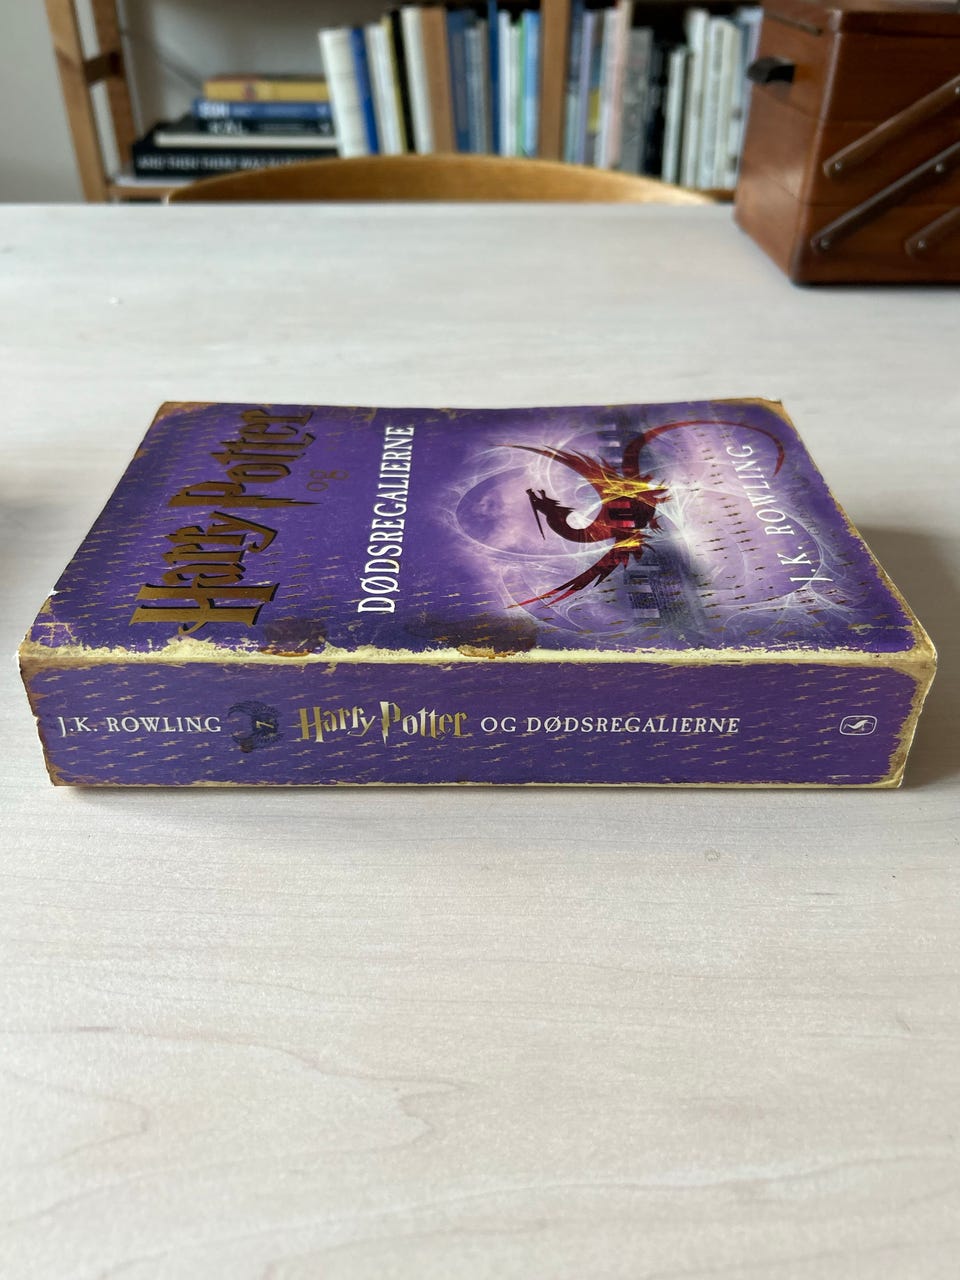 Harry Potter
og
DØDSREGALIERNE
J.K. ROWLING
J.K. ROWLING 7 Harry Potter OG DØDSREGALIERNE